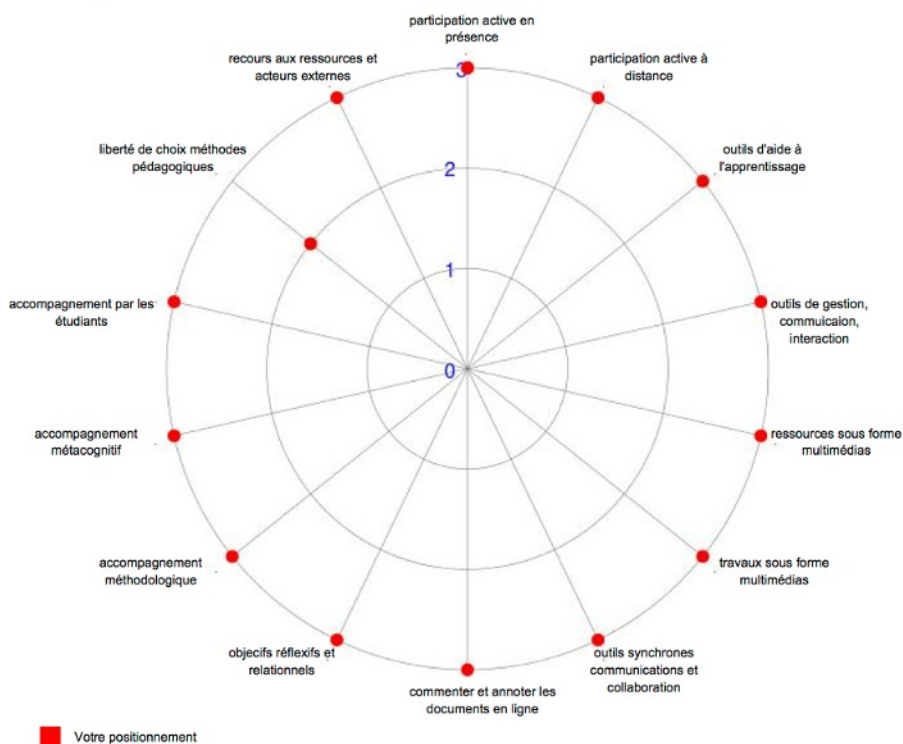 participation active en
présence
recours aux ressources et
acteurs externes
participation active à
distance
3
liberté de choix méthodes
pédagogiques
outils d'aide à
l'apprentissage
2
1
accompagnement par les
étudiants
outils de gestion,
commuicaion,
interaction
0
accompagnement
métacognitif
ressources sous forme
multimédias
accompagnement
méthodologique
travaux sous forme
multimédias
objecifs réflexifs et
relationnels
outils synchrones
communications et
collaboration
commenter et annoter les
documents en ligne
Votre positionnement